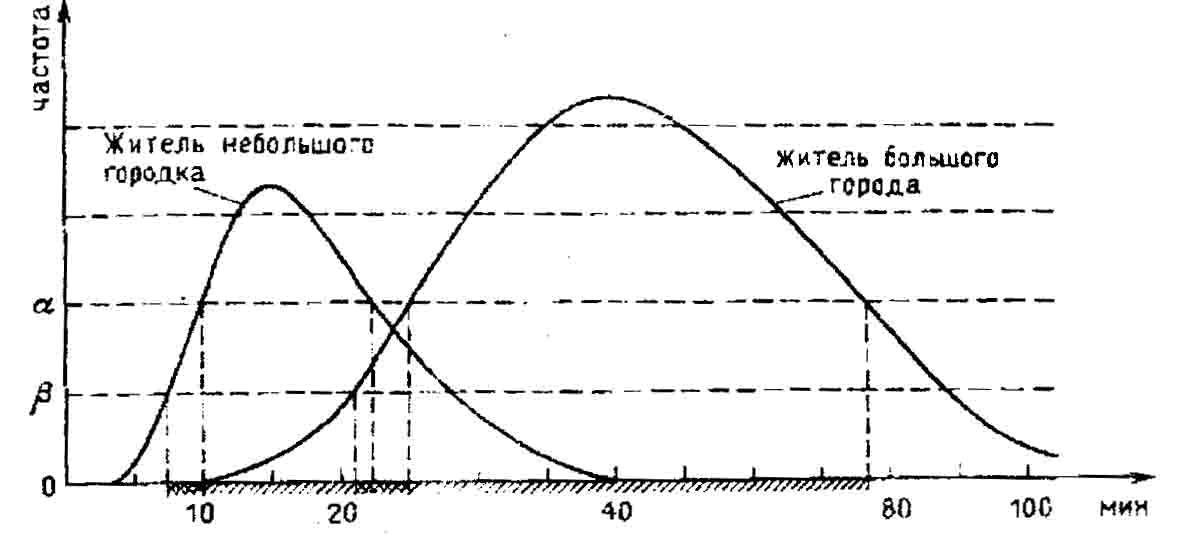 частота
Житель небольшого
городка
житель большого
города
α
β
0
10
20
40
80
100
мин